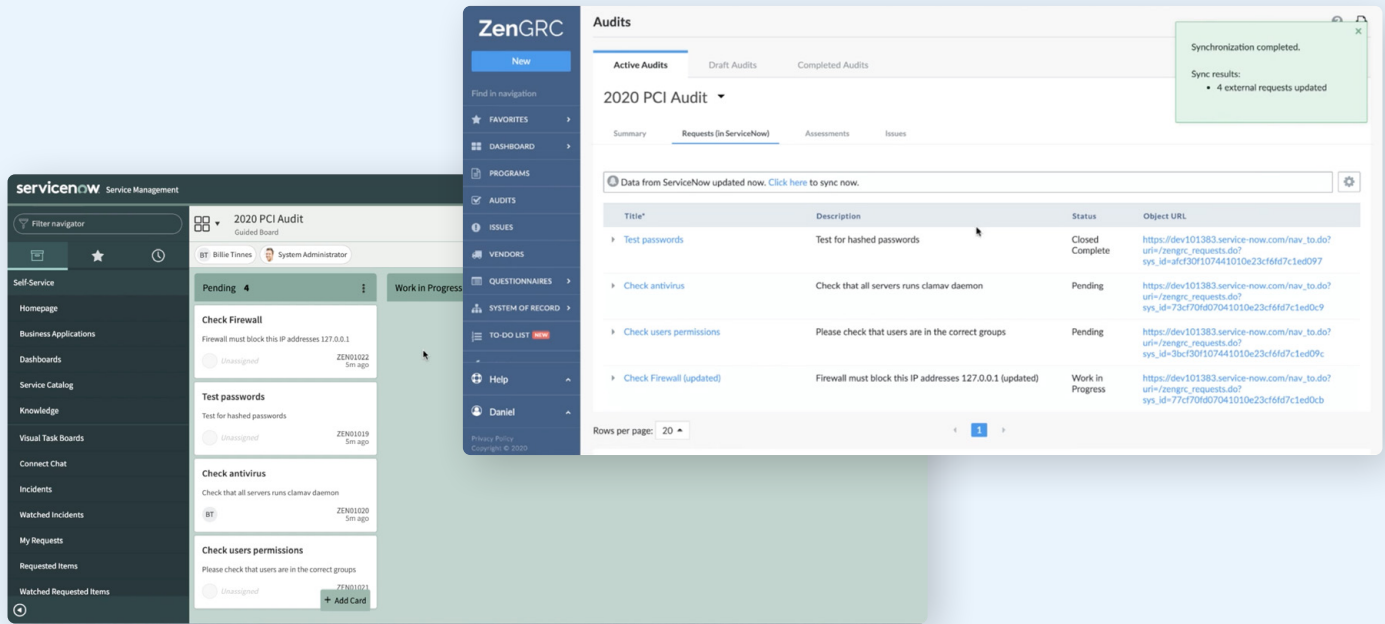 servicenow Service Management
Filter navigator
Self-Service
Homepage
Business Applications
Dashboards
Service Catalog
Knowledge
Visual Task Boards
Connect Chat
Incidents
Watched Incidents
My Requests
Requested Items
Watched Requested Items
2020 PCI Audit
Guided Board
BT Billie Tinnes System Administrator
Pending 4
Work in Progress
Check Firewall
Firewall must block this IP addresses 127.0.0.1
Unassigned
ZEN01022
5m ago
Test passwords
Test for hashed passwords
Unassigned
ZEN01019
5m ago
Check antivirus
Check that all servers runs clamav daemon
BT
ZEN01020
5m ago
Check users permissions
Please check that users are in the correct groups
Unassigned
ZEN01021
+ Add Card
ZenGRC
New
Find in navigation
FAVORITES
DASHBOARD
PROGRAMS
AUDITS
ISSUES
VENDORS
QUESTIONNAIRES
SYSTEM OF RECORD
TO-DO LIST NEW
Help
Daniel
Privacy Policy
Copyright © 2020
Audits
Active Audits Draft Audits Completed Audits
2020 PCI Audit
Summary Requests (in ServiceNow) Assessments Issues
Synchronization completed.
Sync results:
• 4 external requests updated
Data from ServiceNow updated now. Click here to sync now.
Title* Description Status Object URL
Test passwords Test for hashed passwords Closed Complete https://dev101383.service-now.com/nav_to.do?
uri=/zengrc_requests.do?
sys_id=afcf30f107441010e23cf6fd7c1ed097
Check antivirus Check that all servers runs clamav daemon Pending https://dev101383.service-now.com/nav_to.do?
uri=/zengrc_requests.do?
sys_id=73cf70fd07041010e23cf6fd7c1ed0c9
Check users permissions Please check that users are in the correct groups Pending https://dev101383.service-now.com/nav_to.do?
uri=/zengrc_requests.do?
sys_id=3bcf30f107441010e23cf6fd7c1ed09c
Check Firewall (updated) Firewall must block this IP addresses 127.0.0.1 (updated) Work in Progress https://dev101383.service-now.com/nav_to.do?
uri=/zengrc_requests.do?
sys_id=77cf70fd07041010e23cf6fd7c1ed0cb
Rows per page: 20
1